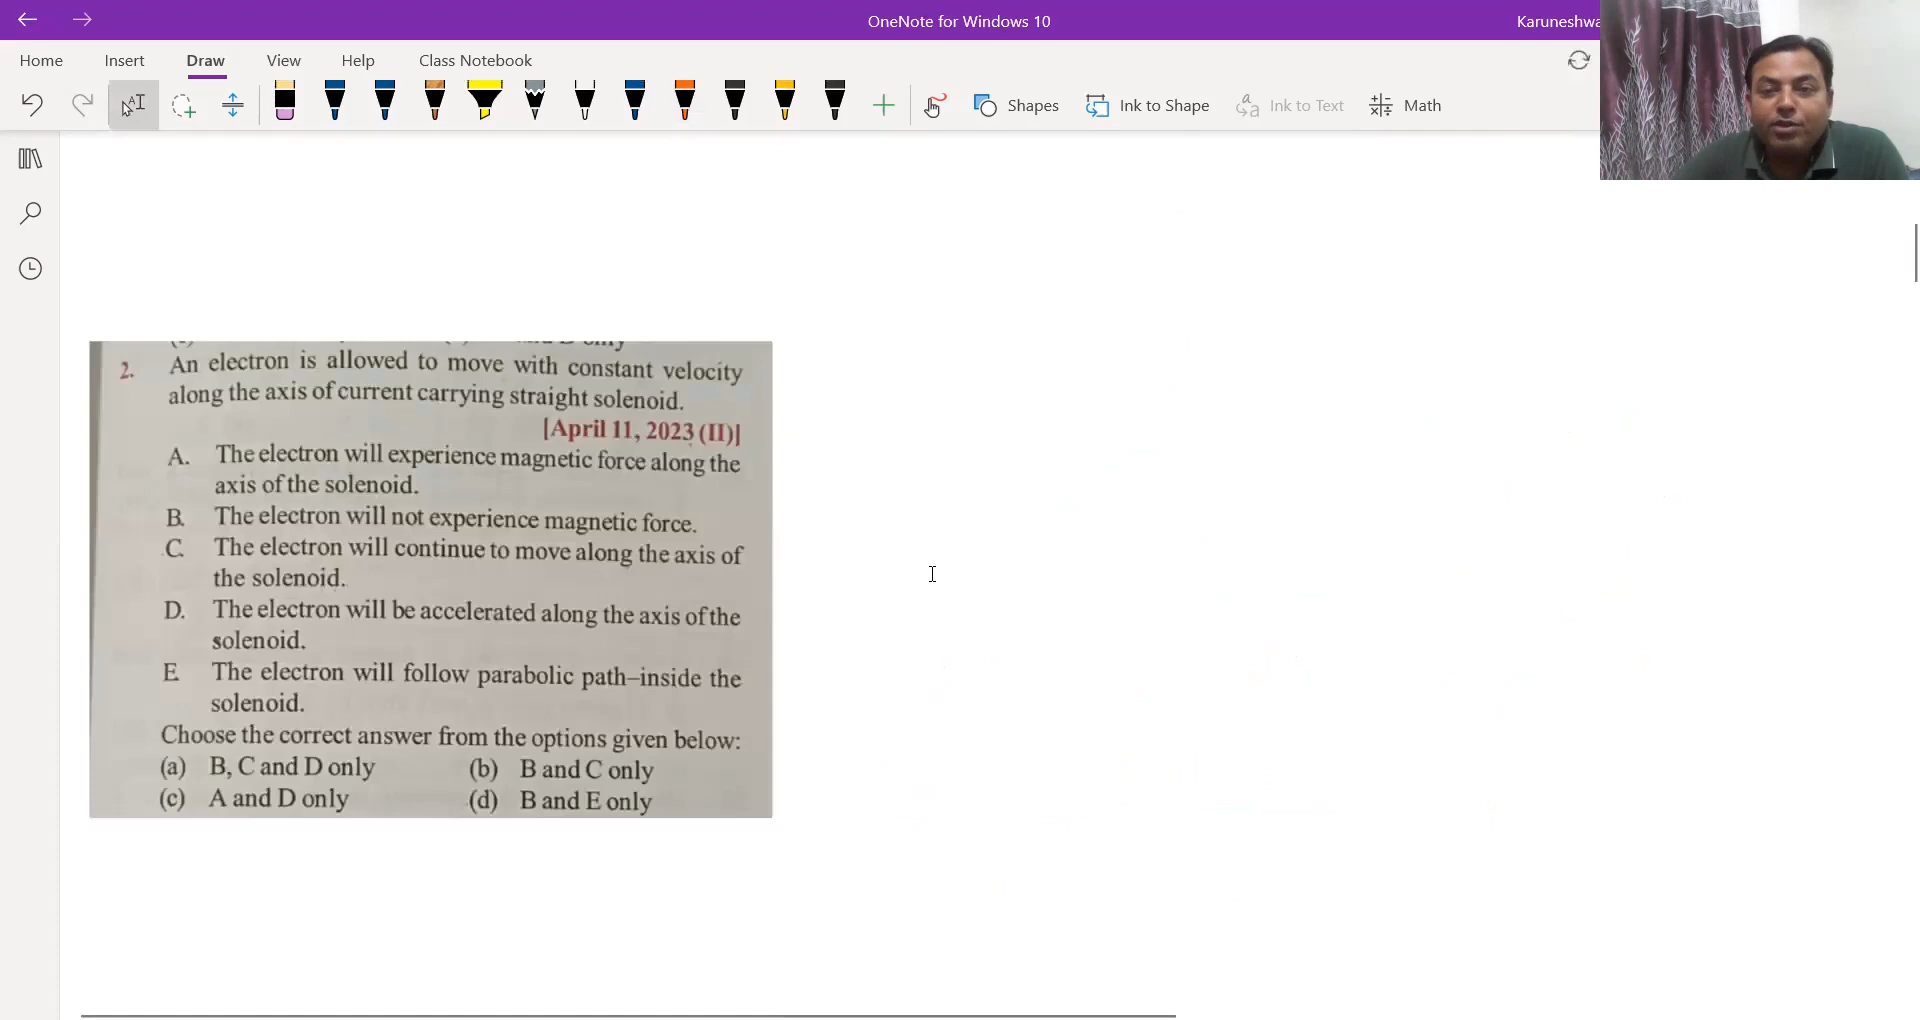 OneNote for Windows 10
Karuneshwa
Home Insert Draw View Help Class Notebook
Shapes Ink to Shape Ink to Text Math
2. An electron is allowed to move with constant velocity
along the axis of current carrying straight solenoid.
[April 11, 2023 (II)]
A. The electron will experience magnetic force along the
axis of the solenoid.
B. The electron will not experience magnetic force.
C. The electron will continue to move along the axis of
the solenoid.
D. The electron will be accelerated along the axis of the
solenoid.
E. The electron will follow parabolic path–inside the
solenoid.
Choose the correct answer from the options given below:
(a) B, C and D only (b) B and C only
(c) A and D only (d) B and E only